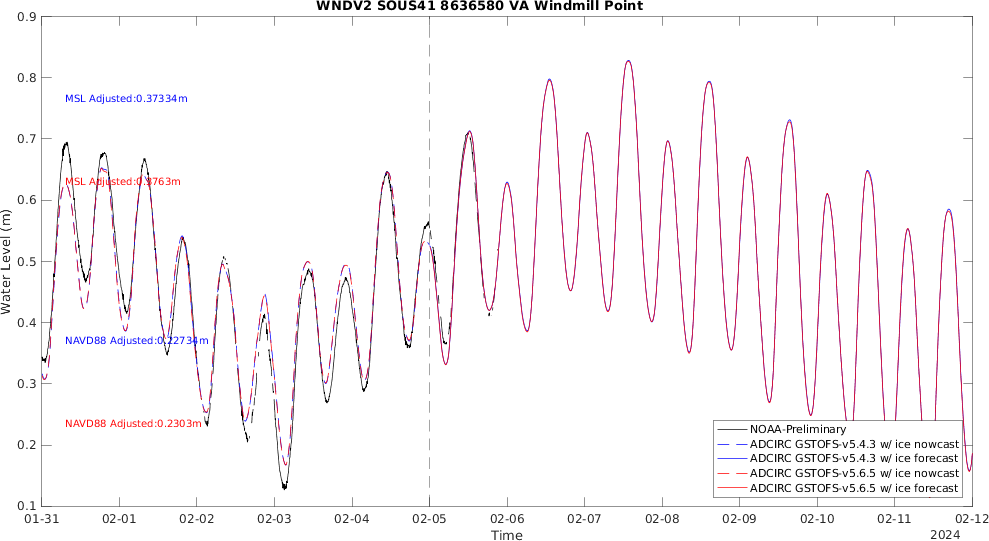 WNDV2 SOUS41 8636580 VA Windmill Point
0.9
0.8
0.7
0.6
0.5
0.4
0.3
0.2
0.1
Water Level (m)
MSL Adjusted:0.37334m
MSL Adjusted:0.3763m
NAVD88 Adjusted:0.22734m
NAVD88 Adjusted:0.2303m
NOAA-Preliminary
ADCIRC GSTOFS-v5.4.3 w/ ice nowcast
ADCIRC GSTOFS-v5.4.3 w/ ice forecast
ADCIRC GSTOFS-v5.6.5 w/ ice nowcast
ADCIRC GSTOFS-v5.6.5 w/ ice forecast
01-31 02-01 02-02 02-03 02-04 02-05 02-06 02-07 02-08 02-09 02-10 02-11 02-12
Time
2024